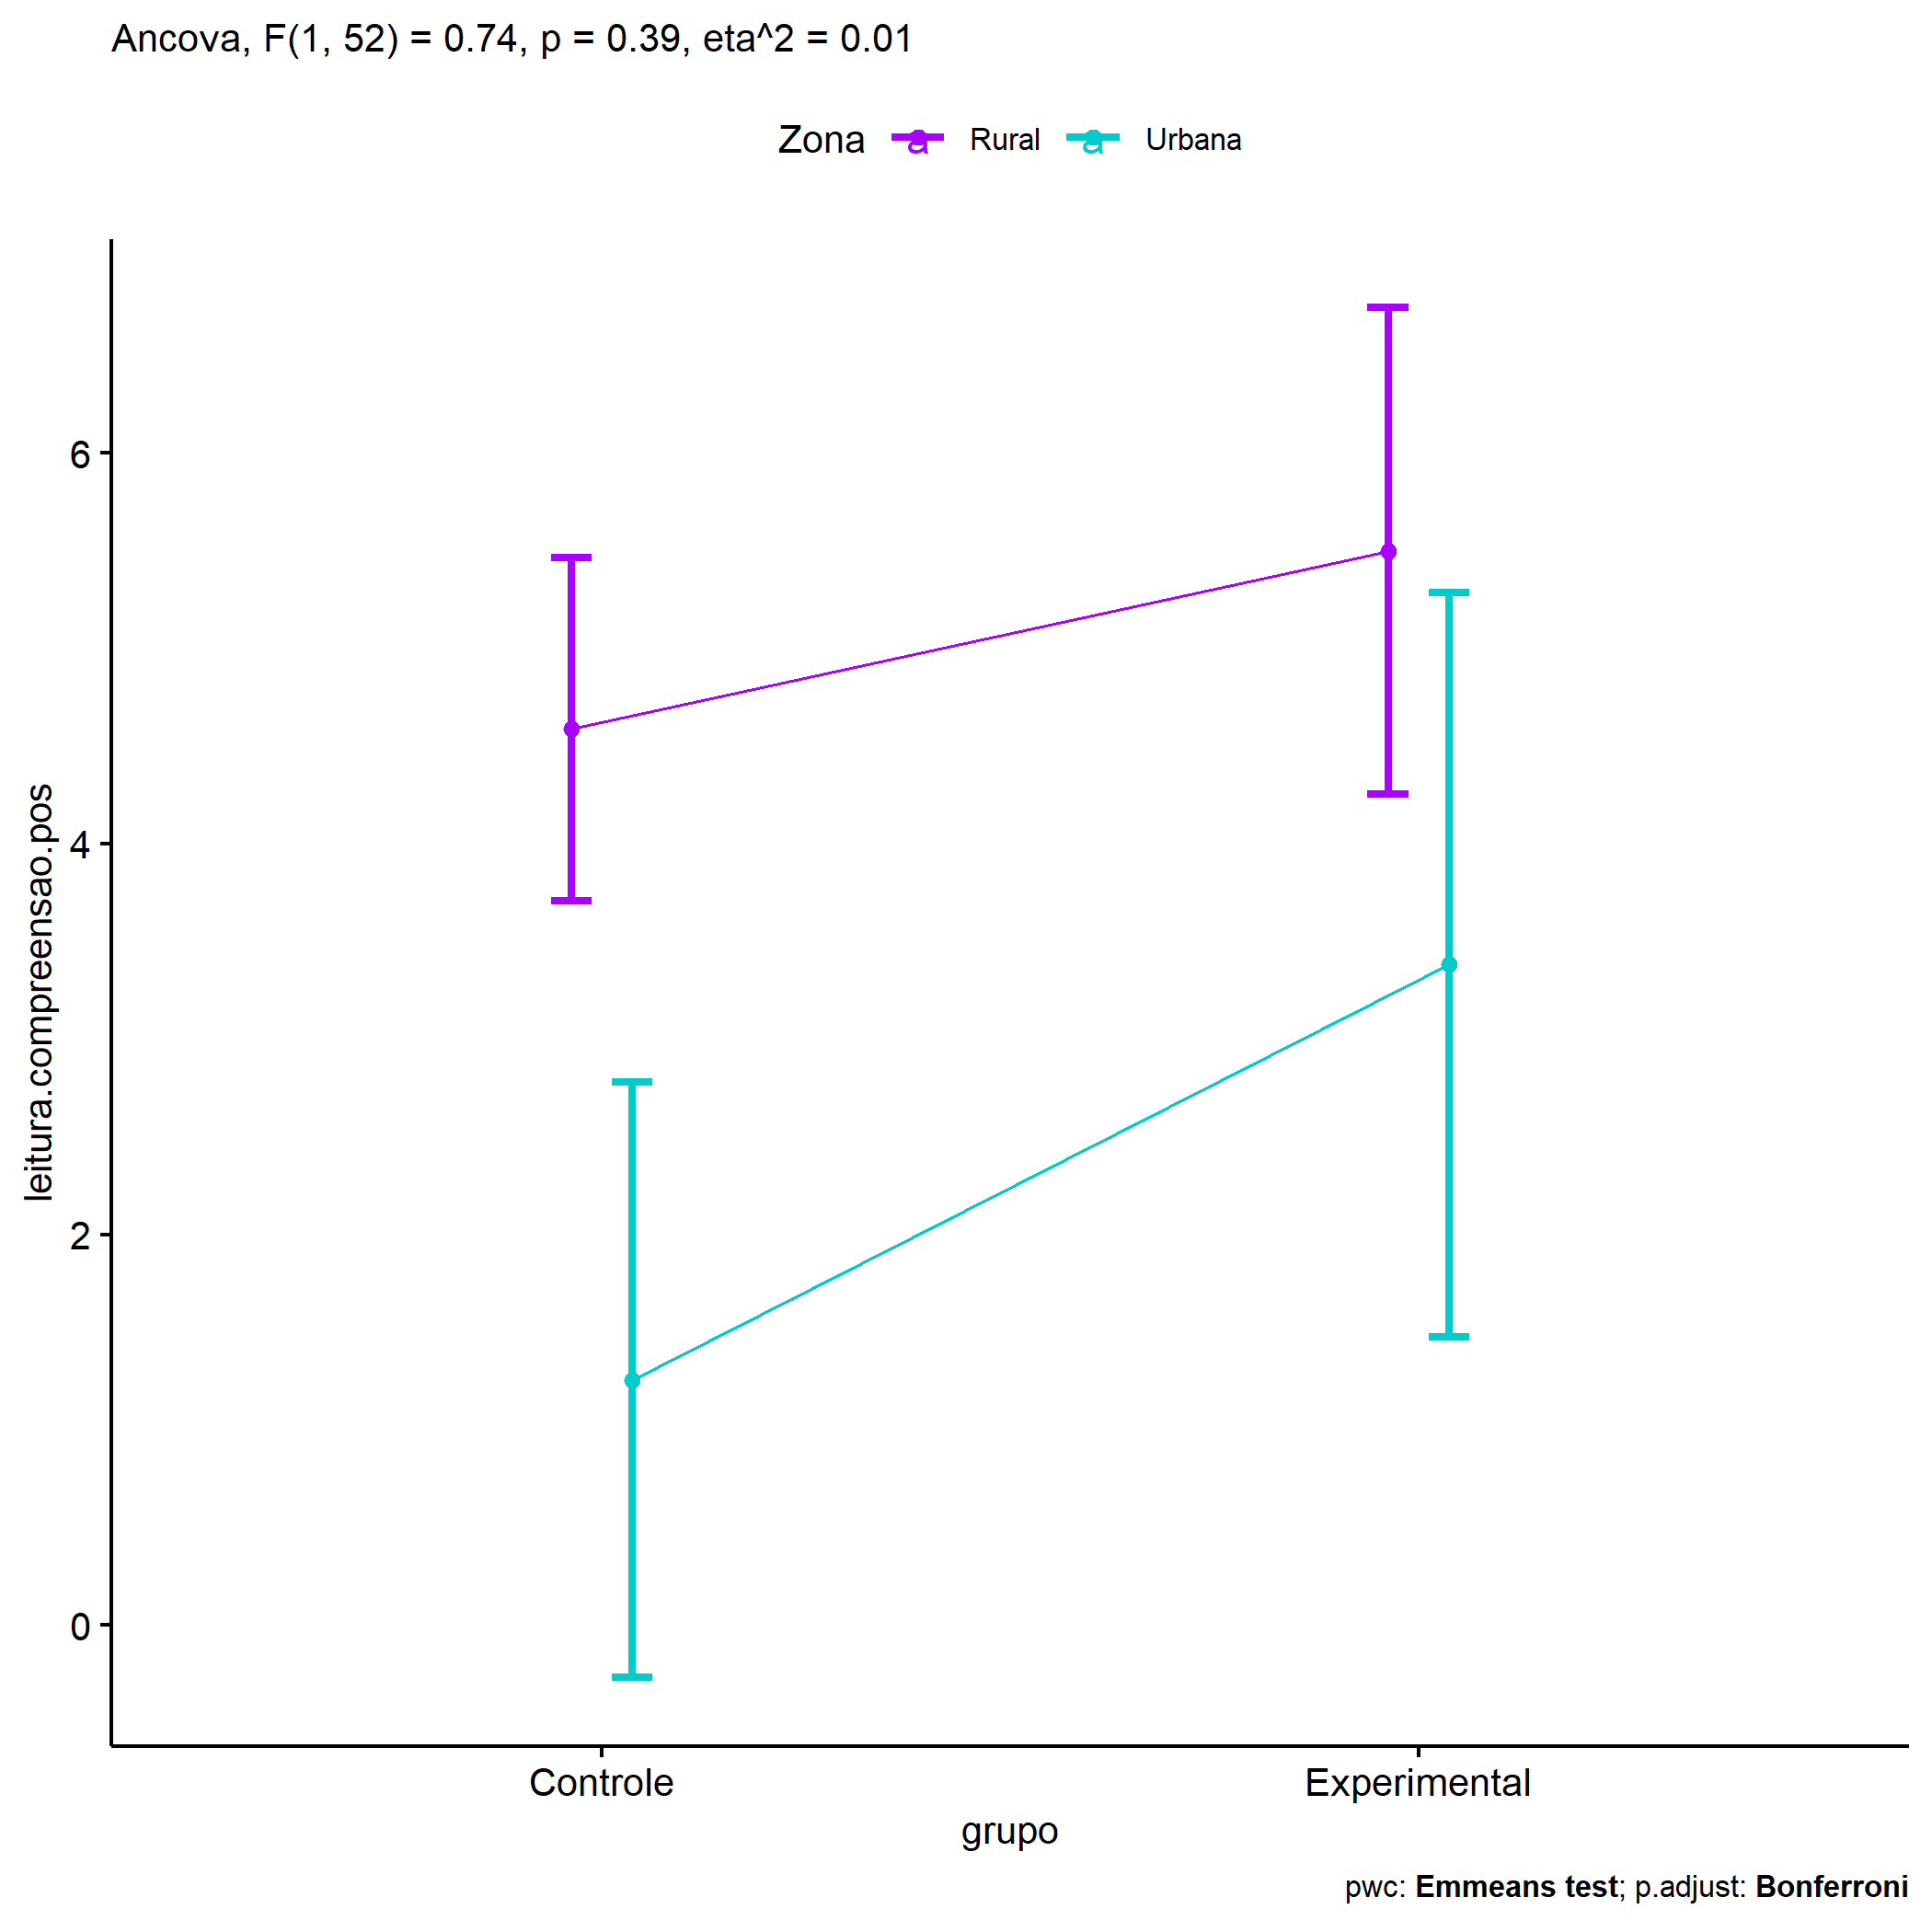 Ancova, F(1, 52) = 0.74, p = 0.39, eta^2 = 0.01
Zona a Rural a Urbana
6
4
2
0
leitura.compreensao.pos
Controle Experimental
grupo
pwc: Emmeans test; p.adjust: Bonferroni